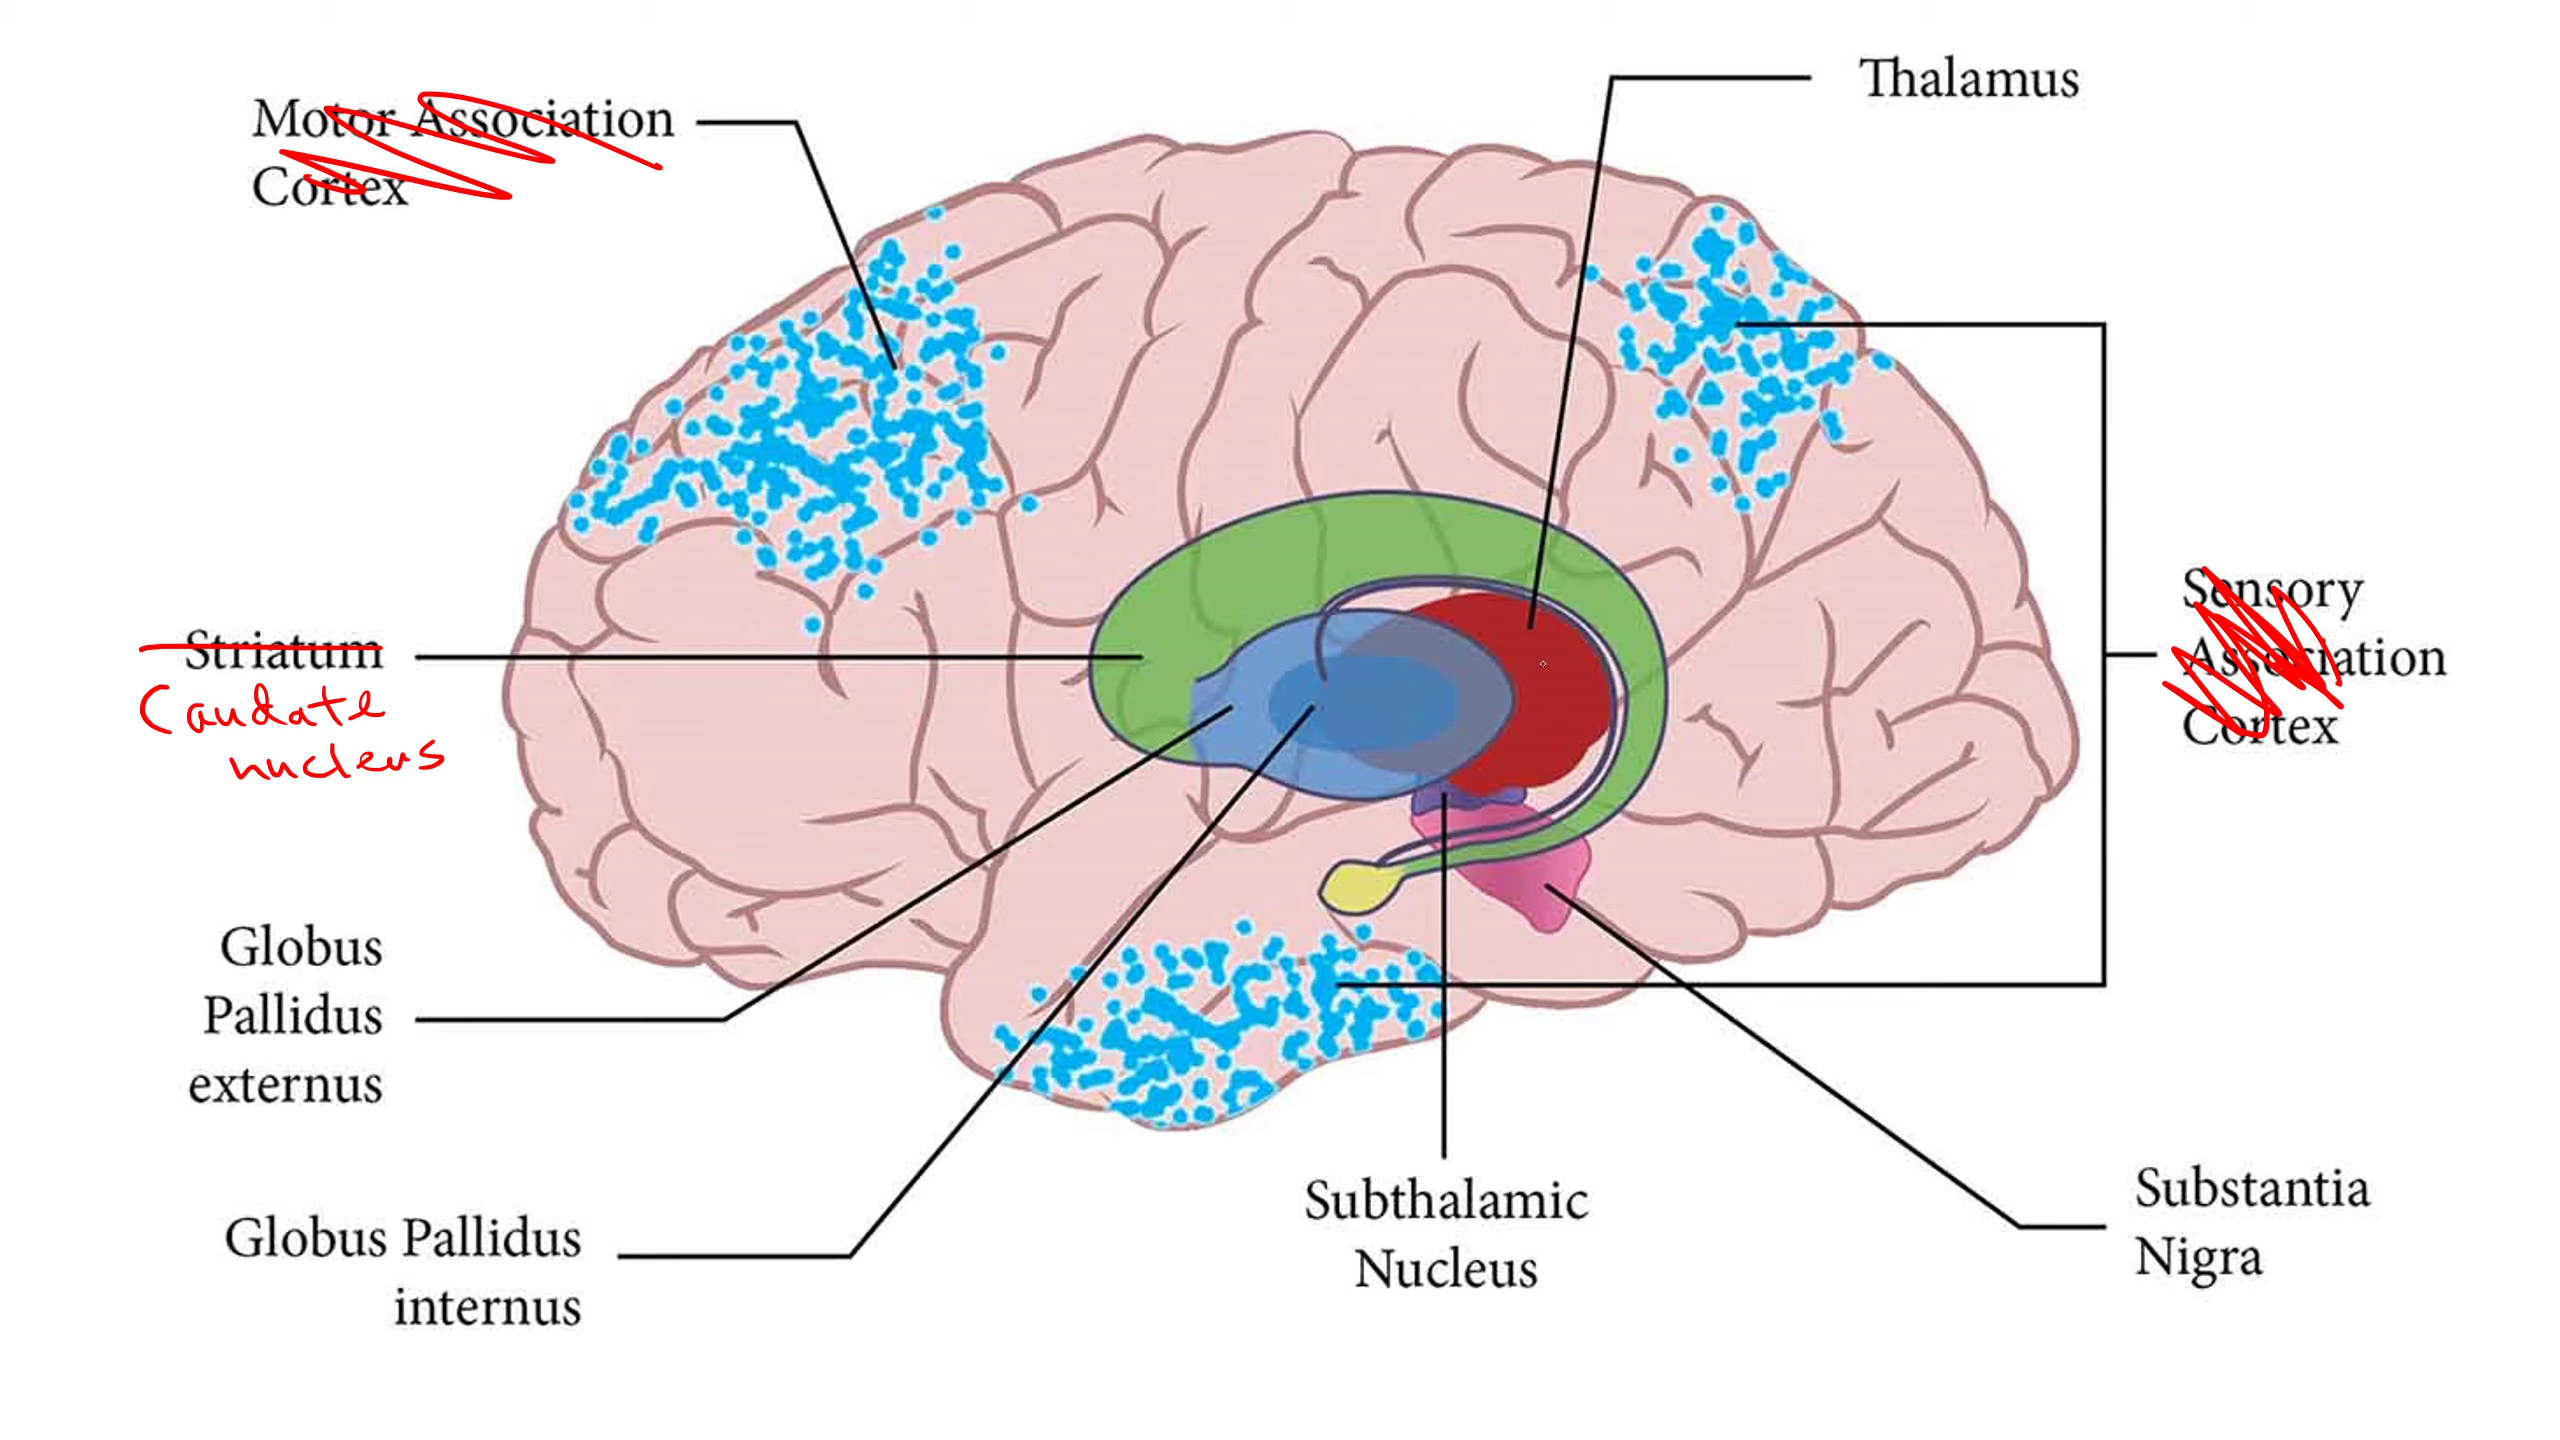 Motor Association
Cortex
Thalamus
Striatum
Caudate
nucleus
Sensory
Association
Cortex
Globus
Pallidus
externus
Globus Pallidus
internus
Subthalamic
Nucleus
Substantia
Nigra